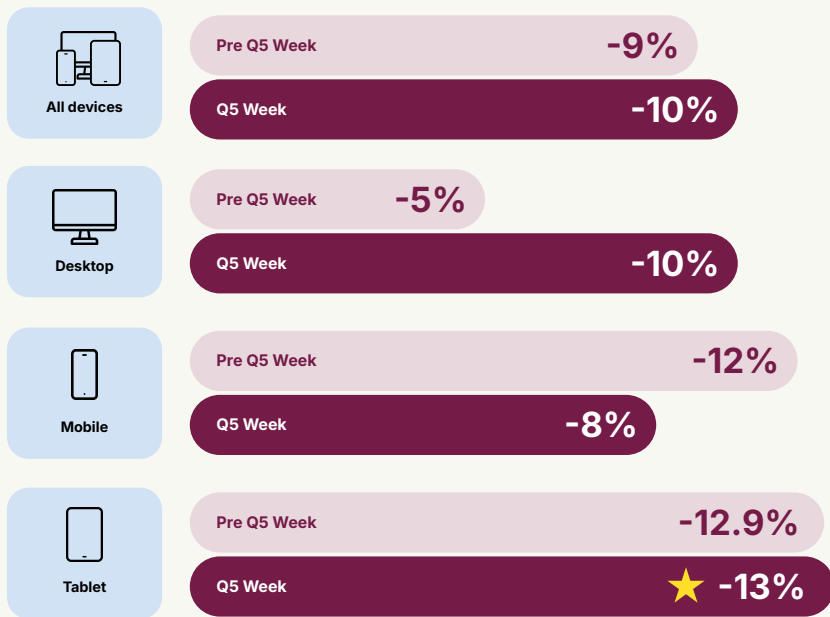 All devices
Pre Q5 Week -9%
Q5 Week -10%
Desktop
Pre Q5 Week -5%
Q5 Week -10%
Mobile
Pre Q5 Week -12%
Q5 Week -8%
Tablet
Pre Q5 Week -12.9%
Q5 Week -13%